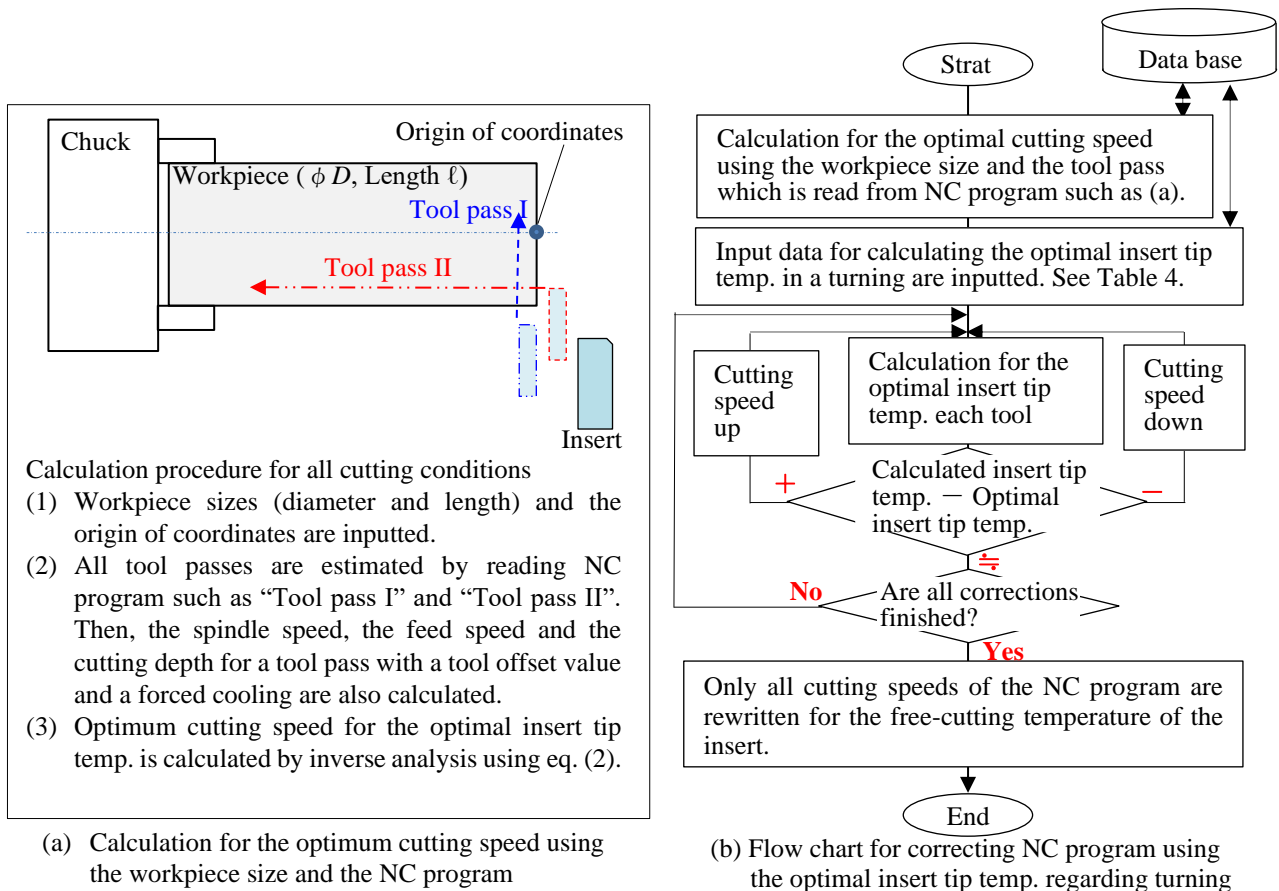 Chuck
Origin of coordinates
Workpiece ( ϕ D, Length ℓ)
Tool pass I
Tool pass II
Insert
Calculation procedure for all cutting conditions
(1) Workpiece sizes (diameter and length) and the
origin of coordinates are inputted.
(2) All tool passes are estimated by reading NC
program such as “Tool pass I” and “Tool pass II”.
Then, the spindle speed, the feed speed and the
cutting depth for a tool pass with a tool offset value
and a forced cooling are also calculated.
(3) Optimum cutting speed for the optimal insert tip
temp. is calculated by inverse analysis using eq. (2).
(a) Calculation for the optimum cutting speed using
the workpiece size and the NC program
Strat
Data base
Calculation for the optimal cutting speed
using the workpiece size and the tool pass
which is read from NC program such as (a).
Input data for calculating the optimal insert tip
temp. in a turning are inputted. See Table 4.
Cutting
speed
up
Calculation for the
optimal insert tip
temp. each tool
Cutting
speed
down
+
Calculated insert tip
temp. － Optimal
insert tip temp.
－
≒
No
Are all corrections
finished?
Yes
Only all cutting speeds of the NC program are
rewritten for the free-cutting temperature of the
insert.
End
(b) Flow chart for correcting NC program using
the optimal insert tip temp. regarding turning